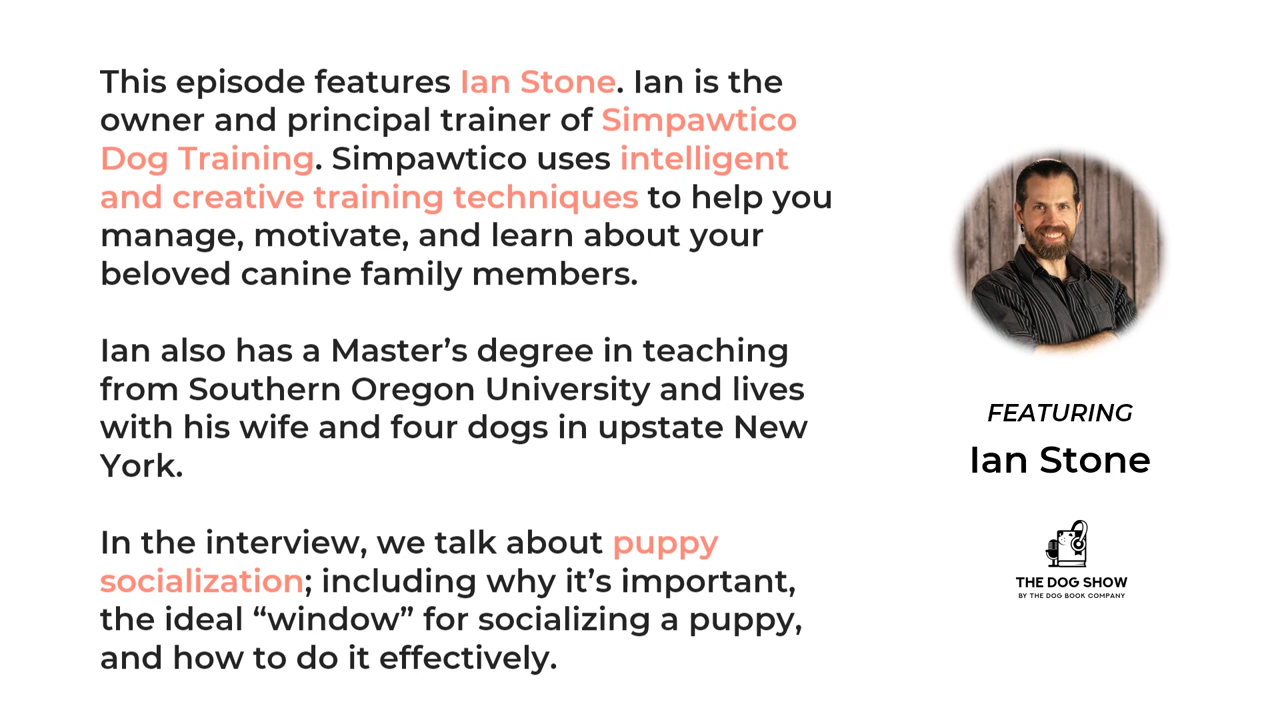 This episode features Ian Stone. Ian is the
owner and principal trainer of Simpawtico
Dog Training. Simpawtico uses intelligent
and creative training techniques to help you
manage, motivate, and learn about your
beloved canine family members.
Ian also has a Master’s degree in teaching
from Southern Oregon University and lives
with his wife and four dogs in upstate New
York.
In the interview, we talk about puppy
socialization; including why it’s important,
the ideal “window” for socializing a puppy,
and how to do it effectively.
FEATURING
Ian Stone
THE DOG SHOW
BY THE DOG BOOK COMPANY